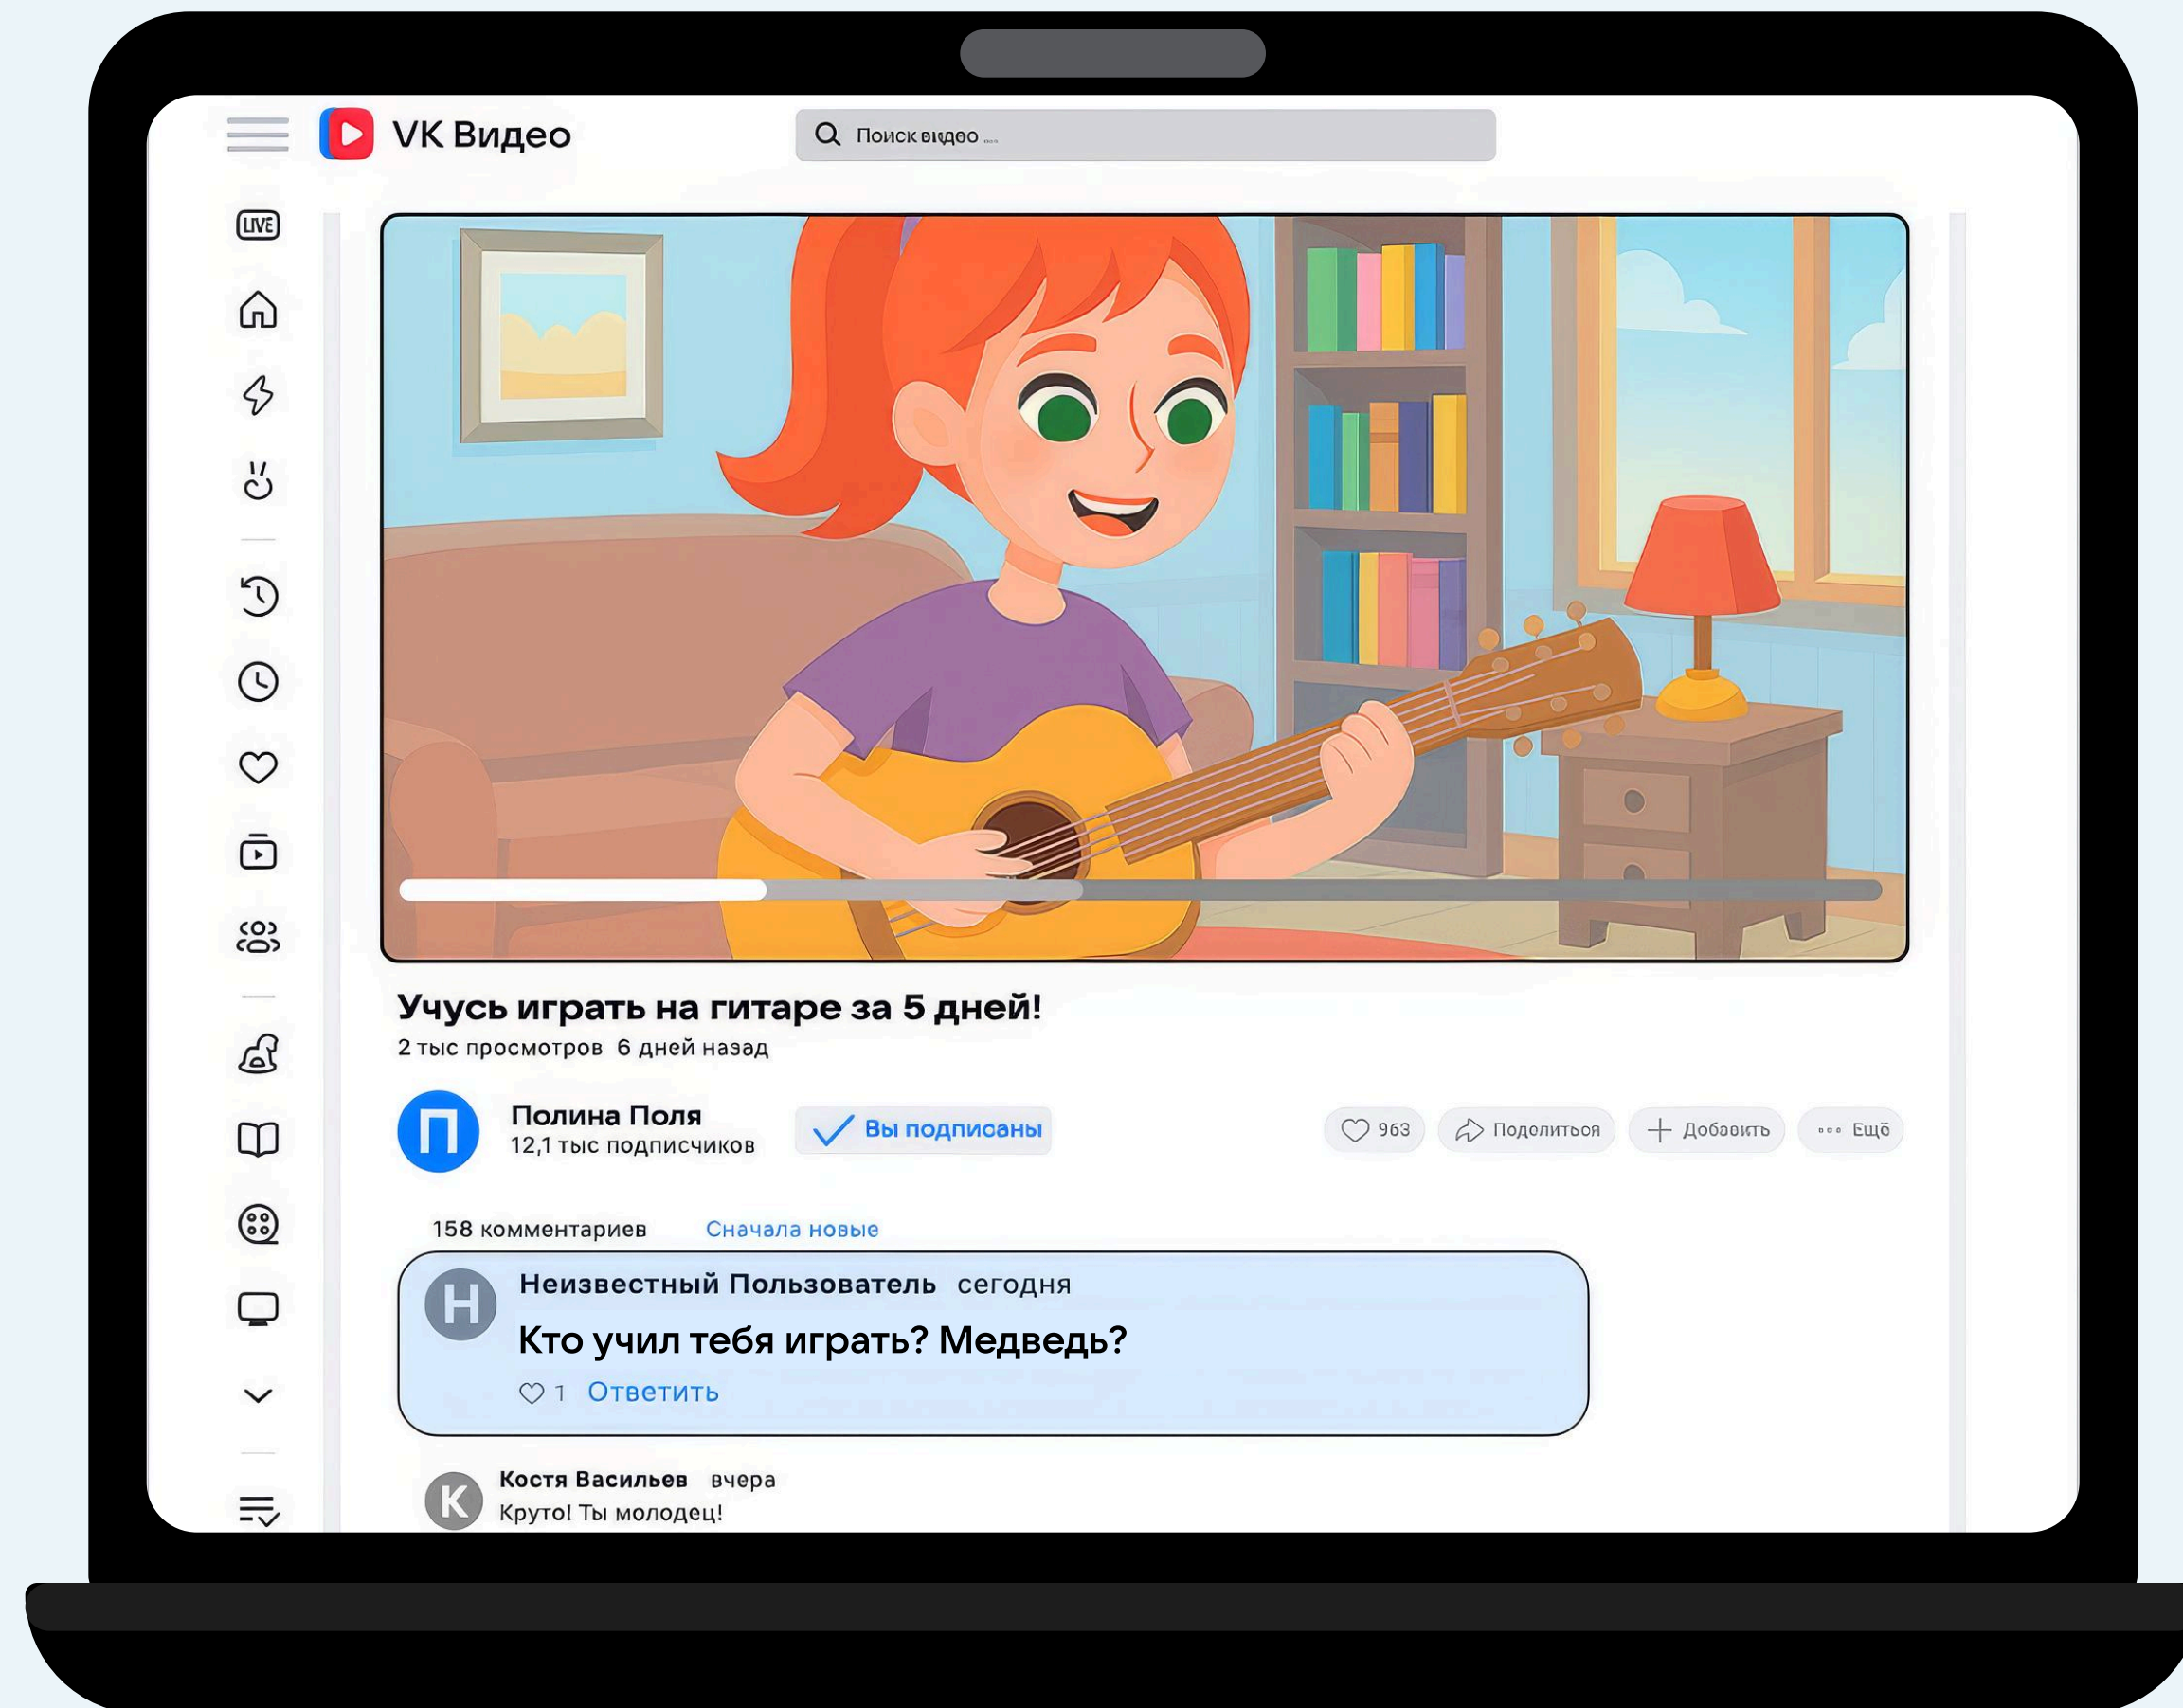 VK Видео
Поиск видео ...
LIVE
Учусь играть на гитаре за 5 дней!
2 тыс просмотров 6 дней назад
П
Полина Поля
12,1 тыс подписчиков
Вы подписаны
963
Поделиться
Добавить
Ещё
158 комментариев Сначала новые
Н
Неизвестный Пользователь сегодня
Кто учил тебя играть? Медведь?
1 Ответить
К
Костя Васильев вчера
Круто! Ты молодец!